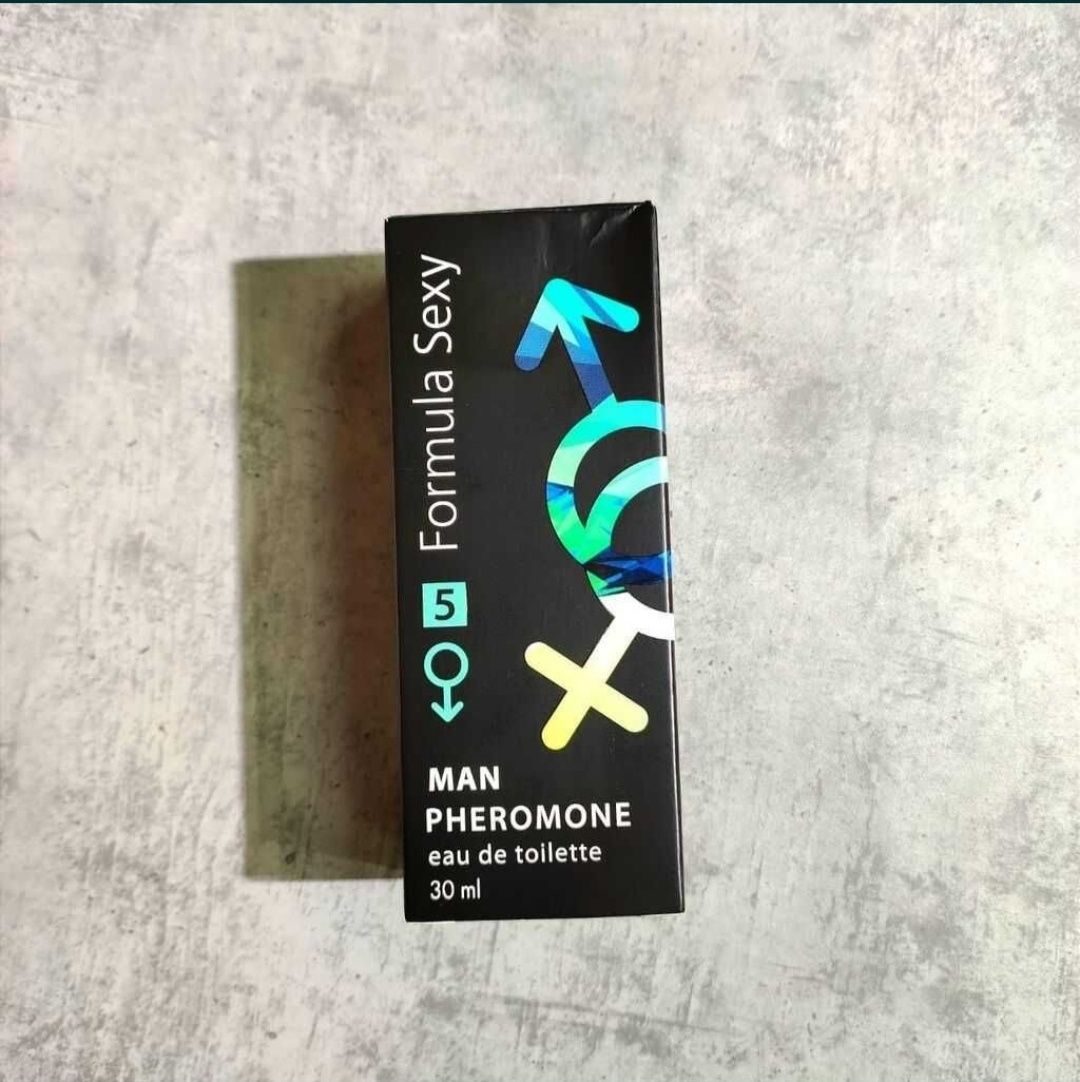 Formula Sexy
5
MAN
PHEROMONE
eau de toilette
30 ml